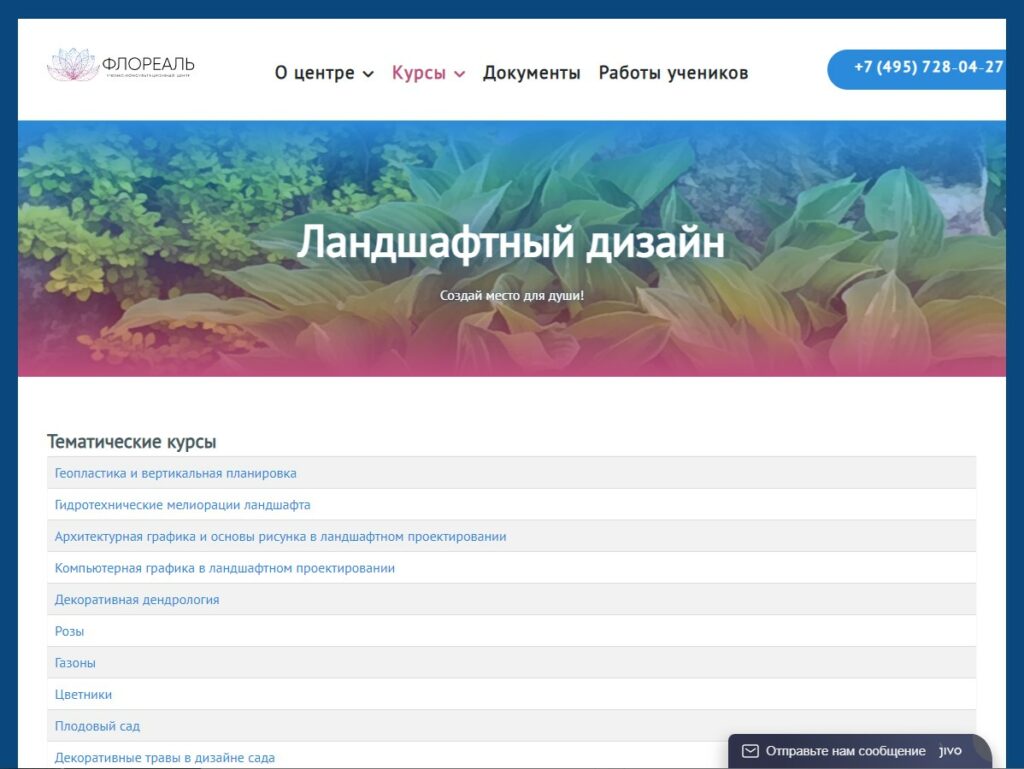 ФЛОРЕАЛЬ
УЧЕБНО-КОНСУЛЬТАЦИОННЫЙ ЦЕНТР
О центре
Курсы
Документы
Работы учеников
+7 (495) 728-04-27
Ландшафтный дизайн
Создай место для души!
Тематические курсы
Геопластика и вертикальная планировка
Гидротехнические мелиорации ландшафта
Архитектурная графика и основы рисунка в ландшафтном проектировании
Компьютерная графика в ландшафтном проектировании
Декоративная дендрология
Розы
Газоны
Цветники
Плодовый сад
Декоративные травы в дизайне сада
Отправьте нам сообщение jivo